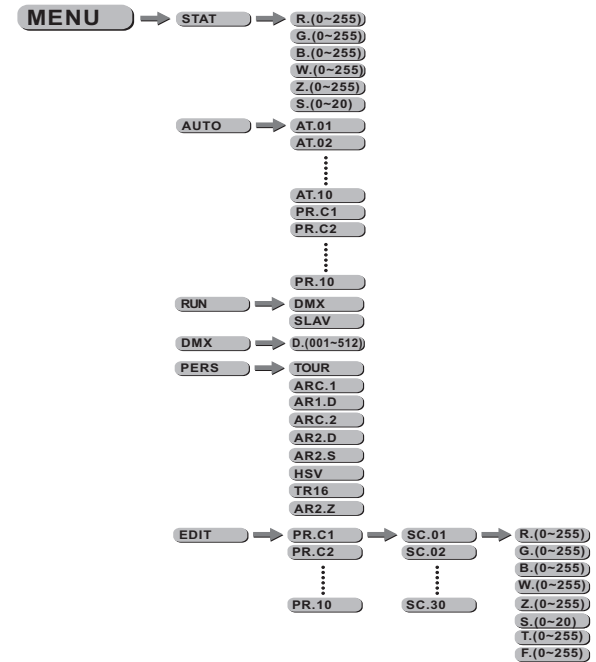 MENU STAT R.(0~255)
G.(0~255)
B.(0~255)
W.(0~255)
Z.(0~255)
S.(0~20)
AUTO AT.01
AT.02
AT.10
PR.C1
PR.C2
PR.10
RUN DMX
SLAV
DMX D.(001~512)
PERS TOUR
ARC.1
AR1.D
ARC.2
AR2.D
AR2.S
HSV
TR16
AR2.Z
EDIT PR.C1 SC.01 R.(0~255)
PR.C2 SC.02 G.(0~255)
B.(0~255)
W.(0~255)
PR.10 SC.30 Z.(0~255)
S.(0~20)
T.(0~255)
F.(0~255)